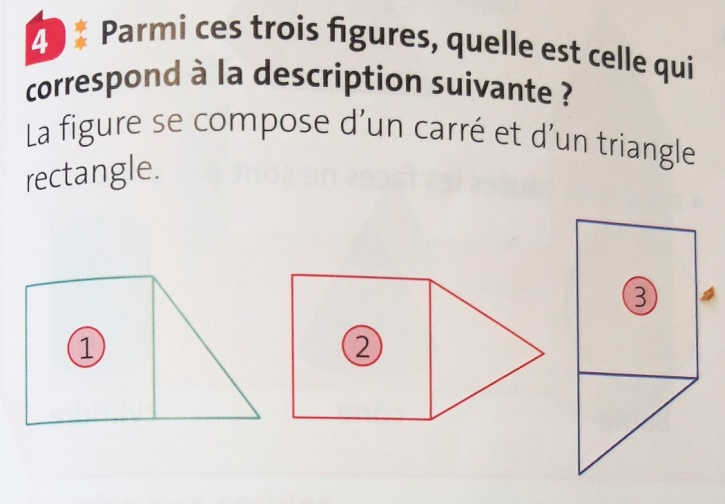 4 Parmi ces trois figures, quelle est celle qui
correspond à la description suivante ?
La figure se compose d'un carré et d'un triangle
rectangle.
1
2
3